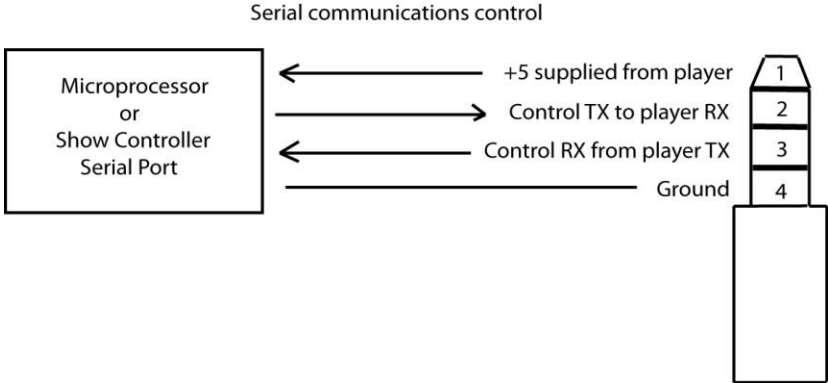 Serial communications control
Microprocessor
or
Show Controller
Serial Port
+5 supplied from player
1
Control TX to player RX
2
Control RX from player TX
3
Ground
4